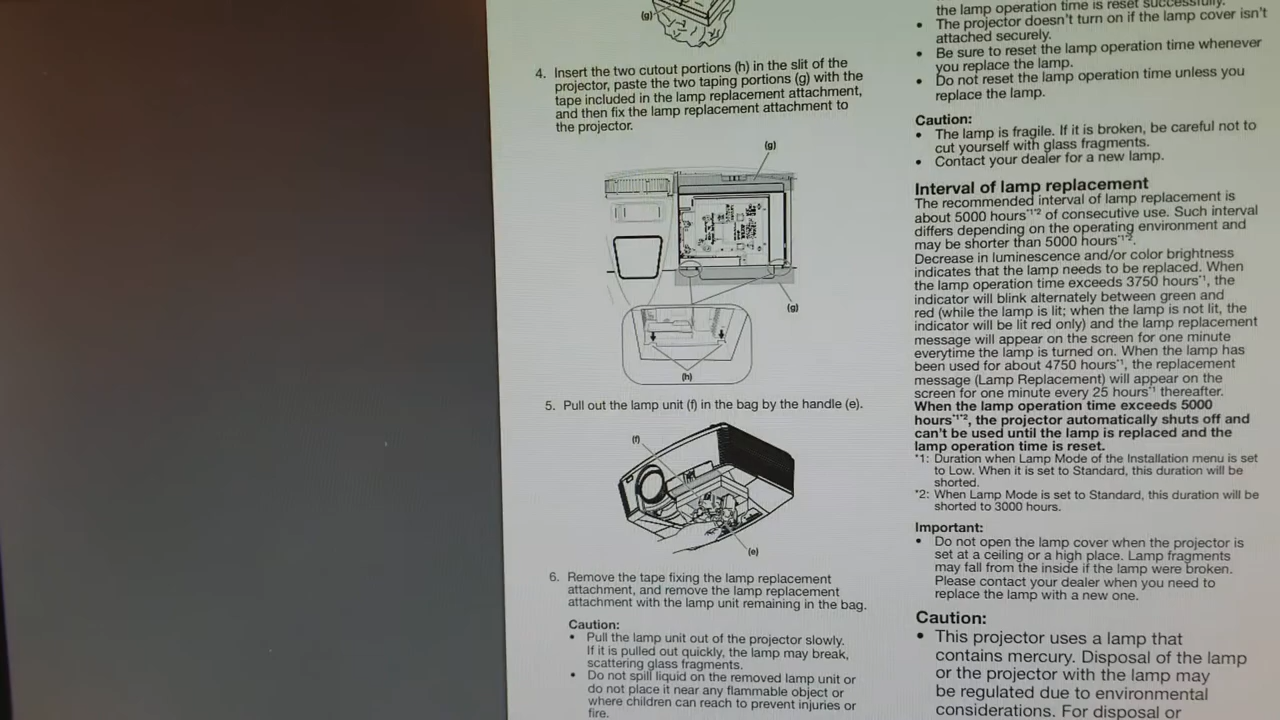 (g)
4. Insert the two cutout portions (h) in the slit of the
projector, paste the two taping portions (g) with the
tape included in the lamp replacement attachment,
and then fix the lamp replacement attachment to
the projector.
(g)
(g)
(h)
5. Pull out the lamp unit (f) in the bag by the handle (e).
(f)
(e)
6. Remove the tape fixing the lamp replacement
attachment, and remove the lamp replacement
attachment with the lamp unit remaining in the bag.
Caution:
• Pull the lamp unit out of the projector slowly.
If it is pulled out quickly, the lamp may break,
scattering glass fragments.
• Do not spill liquid on the removed lamp unit or
do not place it near any flammable object or
where children can reach to prevent injuries or
fire.
the lamp operation time is reset successfully.
• The projector doesn't turn on if the lamp cover isn't
attached securely.
• Be sure to reset the lamp operation time whenever
you replace the lamp.
• Do not reset the lamp operation time unless you
replace the lamp.
Caution:
• The lamp is fragile. If it is broken, be careful not to
cut yourself with glass fragments.
• Contact your dealer for a new lamp.
Interval of lamp replacement
The recommended interval of lamp replacement is
about 5000 hours*1*2 of consecutive use. Such interval
differs depending on the operating environment and
may be shorter than 5000 hours*1*2.
Decrease in luminescence and/or color brightness
indicates that the lamp needs to be replaced. When
the lamp operation time exceeds 3750 hours*1, the
indicator will blink alternately between green and
red (while the lamp is lit; when the lamp is not lit, the
indicator will be lit red only) and the lamp replacement
message will appear on the screen for one minute
everytime the lamp is turned on. When the lamp has
been used for about 4750 hours*1, the replacement
message (Lamp Replacement) will appear on the
screen for one minute every 25 hours*1 thereafter.
When the lamp operation time exceeds 5000
hours*1*2, the projector automatically shuts off and
can't be used until the lamp is replaced and the
lamp operation time is reset.
*1: Duration when Lamp Mode of the Installation menu is set
to Low. When it is set to Standard, this duration will be
shorted.
*2: When Lamp Mode is set to Standard, this duration will be
shorted to 3000 hours.
Important:
• Do not open the lamp cover when the projector is
set at a ceiling or a high place. Lamp fragments
may fall from the inside if the lamp were broken.
Please contact your dealer when you need to
replace the lamp with a new one.
Caution:
• This projector uses a lamp that
contains mercury. Disposal of the lamp
or the projector with the lamp may
be regulated due to environmental
considerations. For disposal or